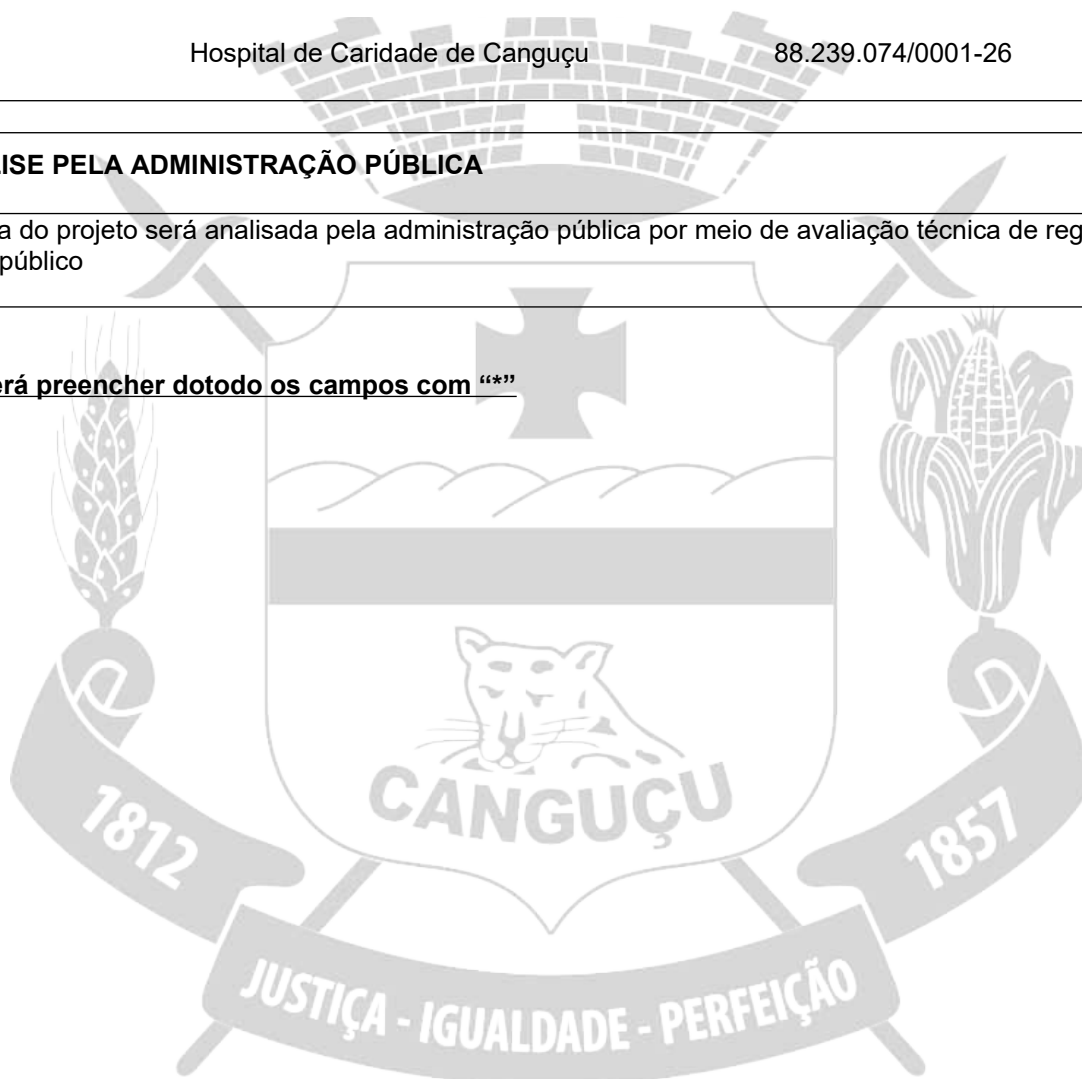 Hospital de Caridade de Canguçu 88.239.074/0001-26
LISE PELA ADMINISTRAÇÃO PÚBLICA
a do projeto será analisada pela administração pública por meio de avaliação técnica de reg
público
erá preencher dotodo os campos com “*”
CANGUÇU
1812
1857
JUSTIÇA - IGUALDADE - PERFEIÇÃO